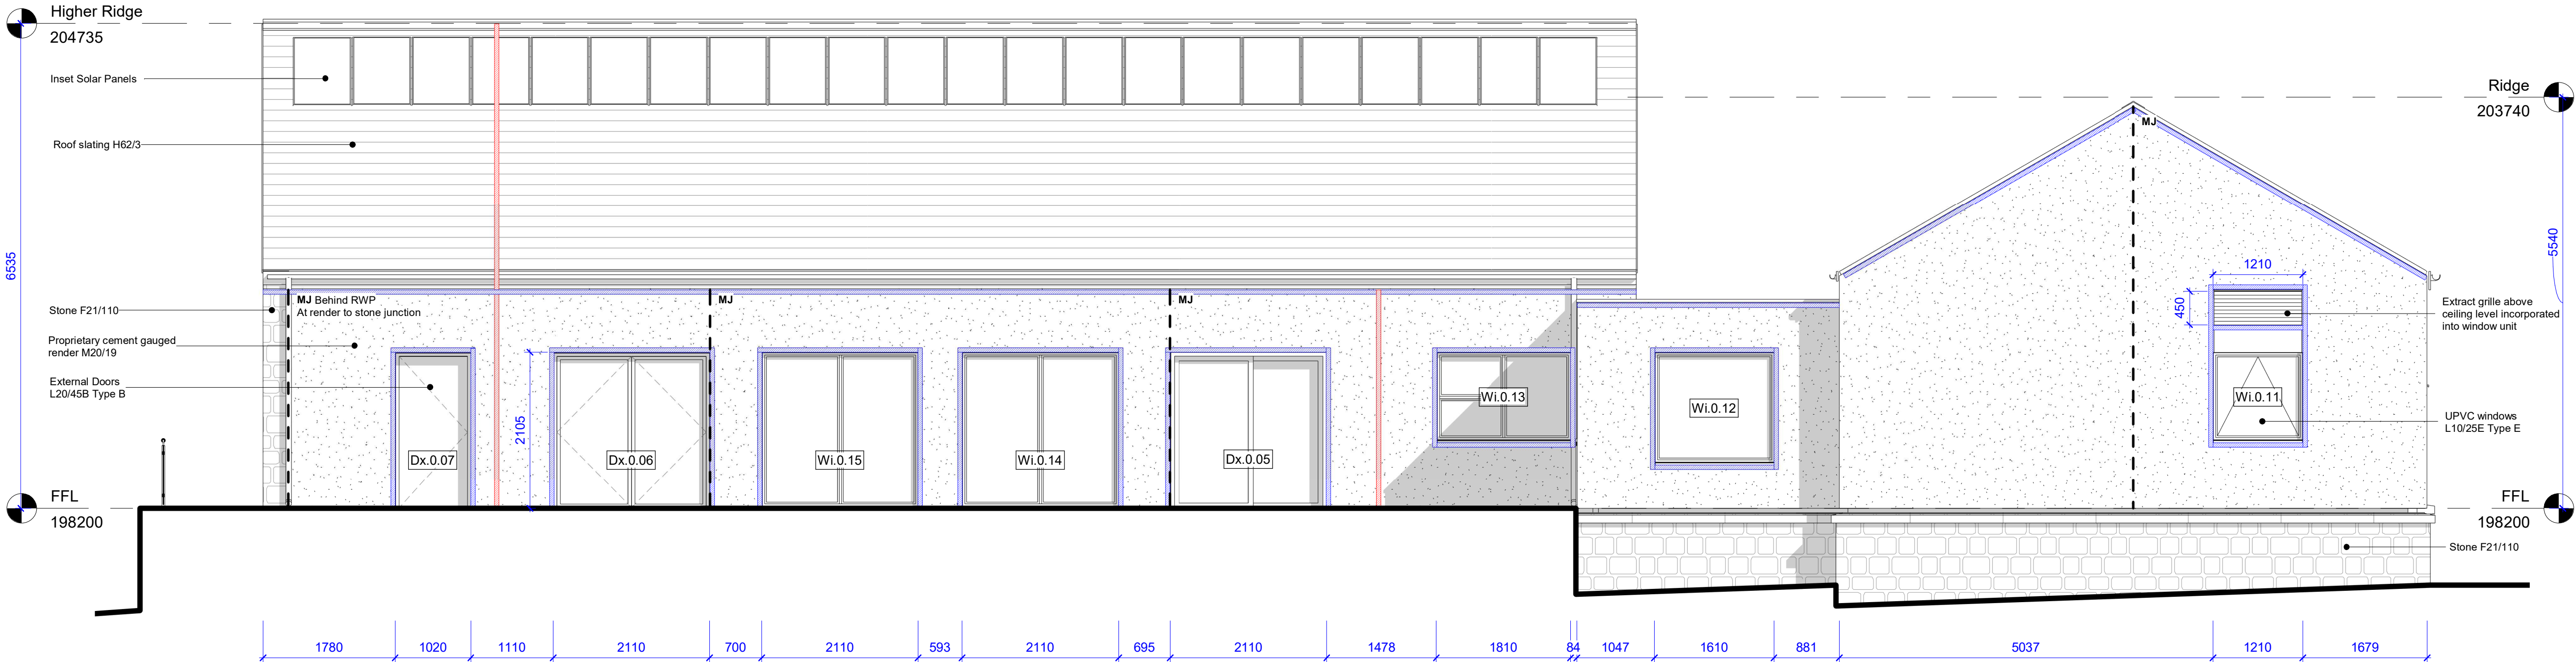 Higher Ridge
204735
Inset Solar Panels
Roof slating H62/3
Ridge
203740
MJ
6535
5540
1210
450
MJ Behind RWP
At render to stone junction
MJ
MJ
Stone F21/110
Proprietary cement gauged
render M20/19
External Doors
L20/45B Type B
Extract grille above
ceiling level incorporated
into window unit
UPVC windows
L10/25E Type E
2105
Dx.0.07
Dx.0.06
Wi.0.15
Wi.0.14
Dx.0.05
Wi.0.13
Wi.0.12
Wi.0.11
FFL
198200
FFL
198200
Stone F21/110
1780 1020 1110 2110 700 2110 593 2110 695 2110 1478 1810 84 1047 1610 881 5037 1210 1679